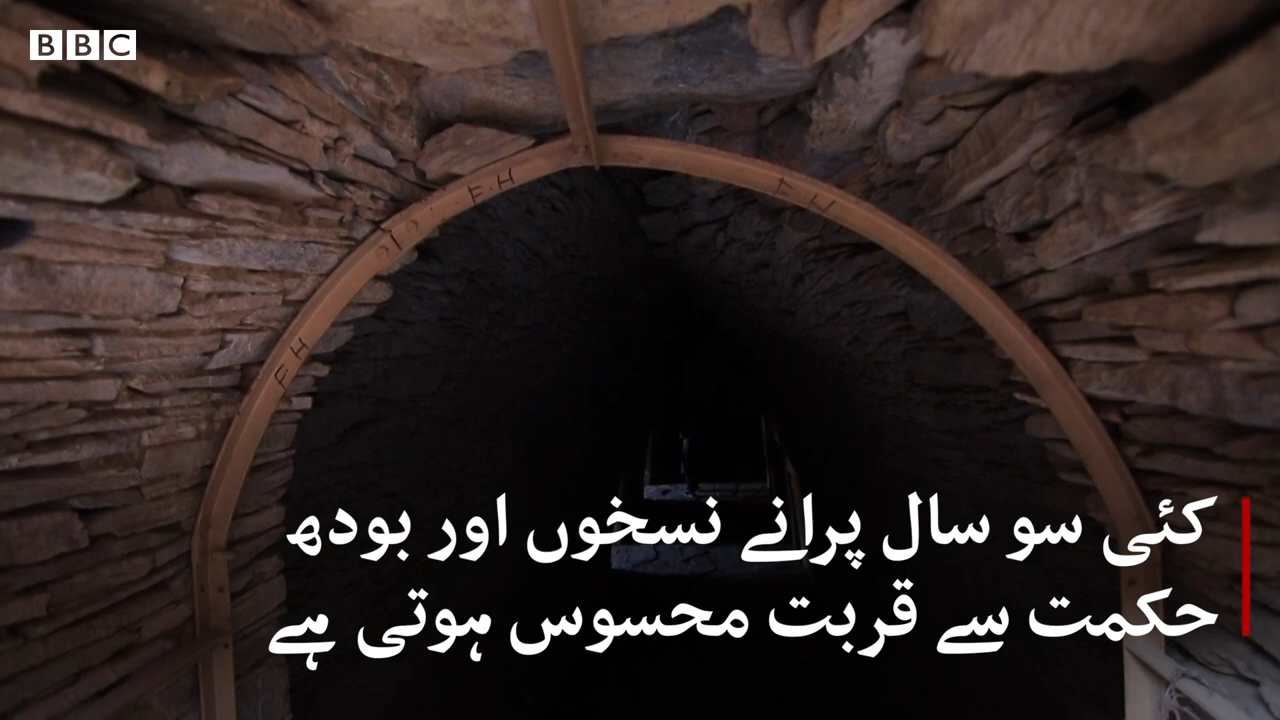 BBC
F.H
F H
F H
کئی سو سال پرانے نسخوں اور بودھ
حکمت سے قربت محسوس ہوتی ہے